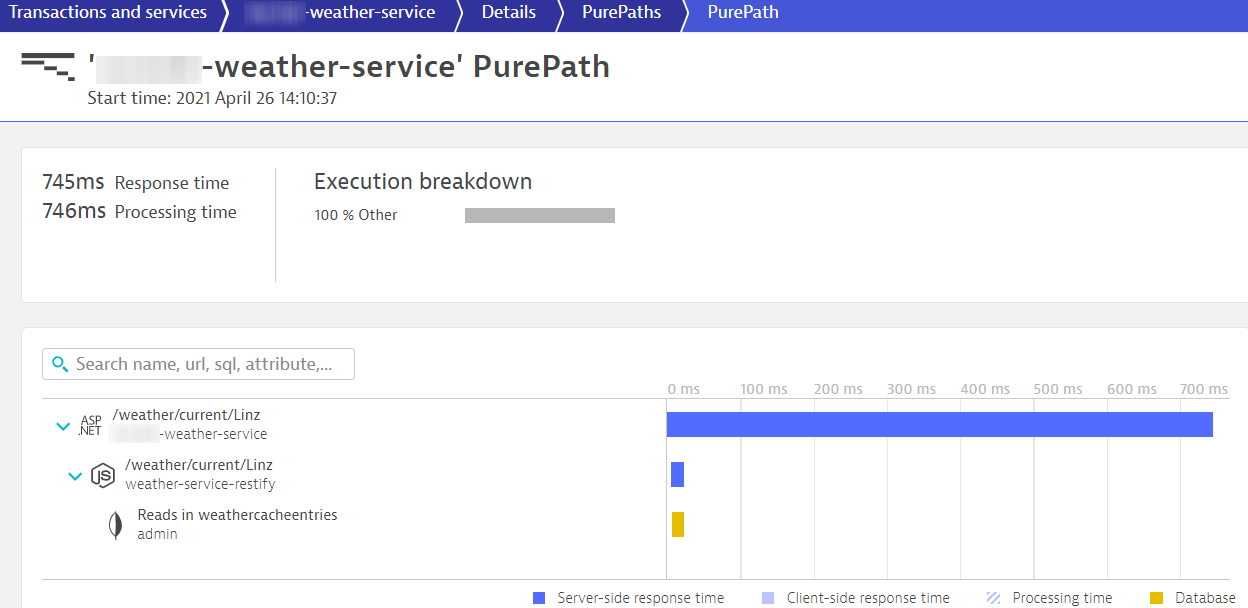 Transactions and services -weather-service Details PurePaths PurePath
' -weather-service' PurePath
Start time: 2021 April 26 14:10:37
745ms Response time
746ms Processing time
Execution breakdown
100 % Other
Search name, url, sql, attribute,...
0 ms 100 ms 200 ms 300 ms 400 ms 500 ms 600 ms 700 ms
ASP
.NET
/weather/current/Linz
-weather-service
JS
/weather/current/Linz
weather-service-restify
Reads in weathercacheentries
admin
Server-side response time Client-side response time Processing time Database